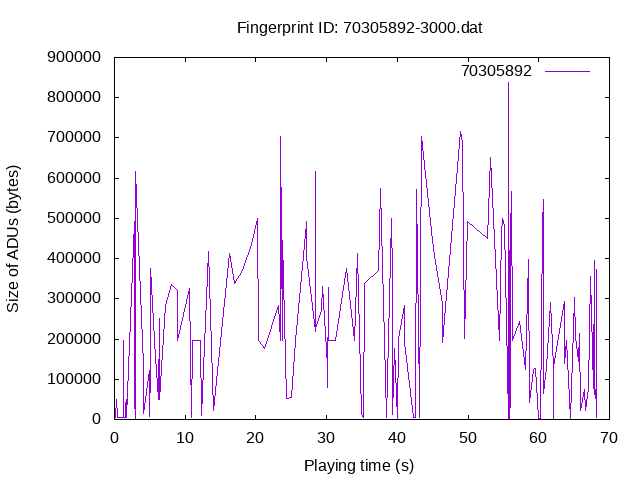 Fingerprint ID: 70305892-3000.dat
900000
70305892
800000
700000
600000
500000
400000
300000
200000
100000
0
Size of ADUs (bytes)
0 10 20 30 40 50 60 70
Playing time (s)